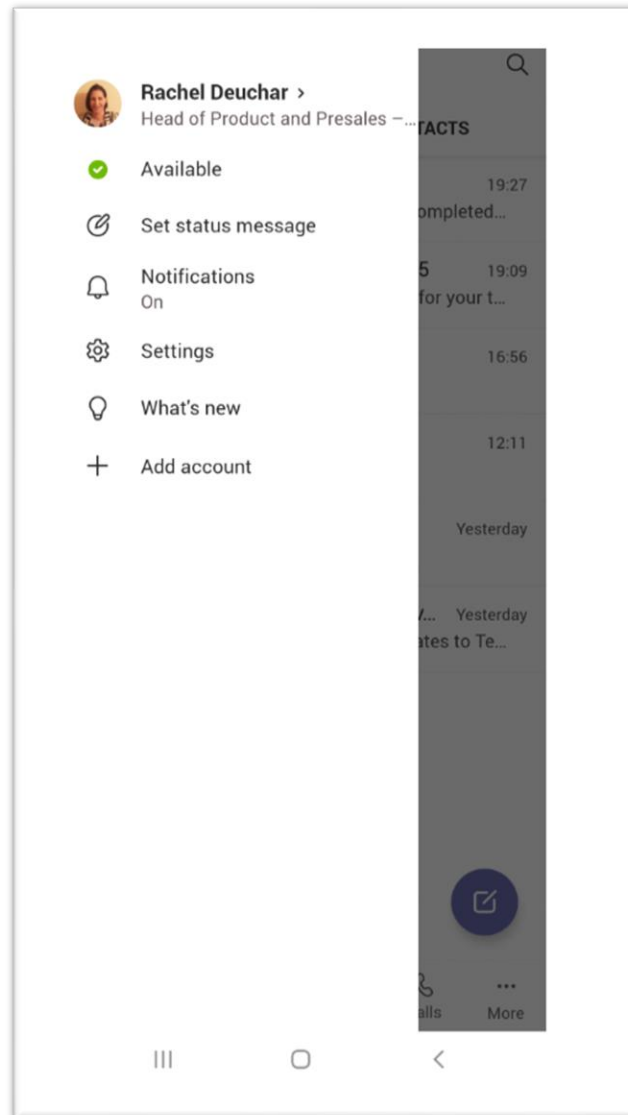 Rachel Deuchar >
Head of Product and Presales –...
Available
Set status message
Notifications
On
Settings
What's new
Add account
TACTS
19:27
ompleted...
5 19:09
for your t...
16:56
12:11
Yesterday
... Yesterday
ates to Te...
alls
More